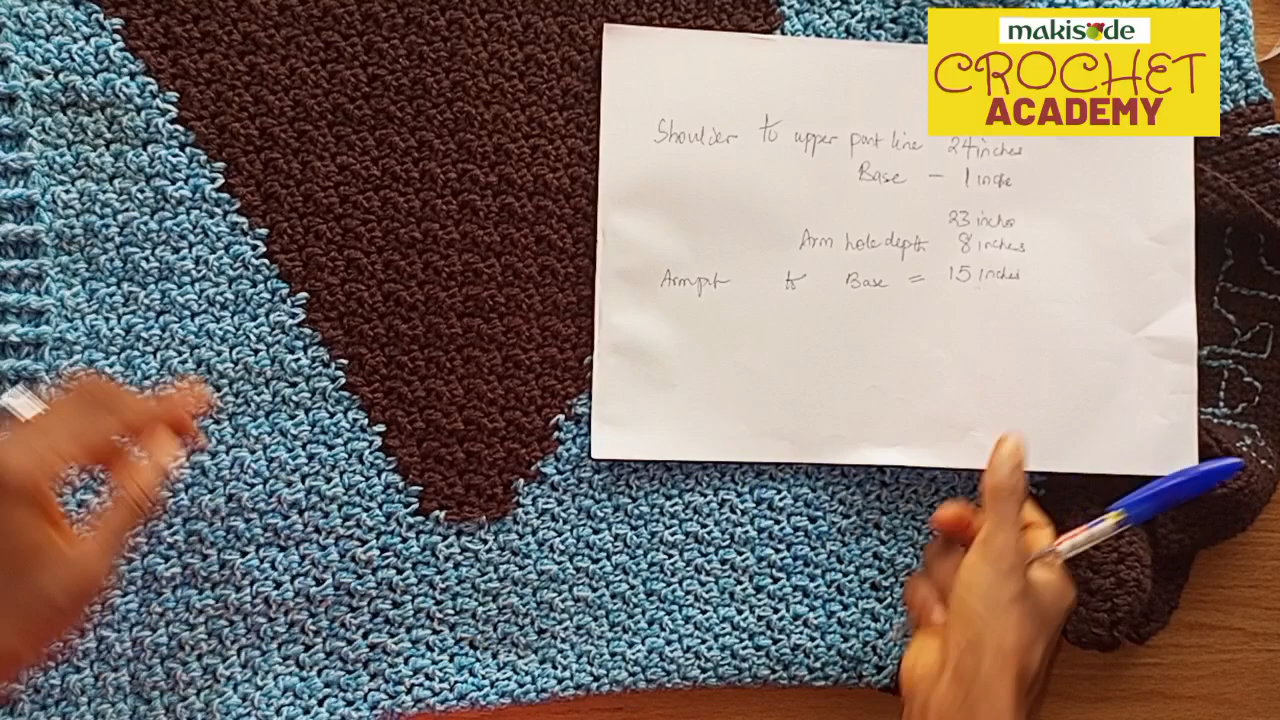 makisode
CROCHET
ACADEMY
Shoulder to upper part line 24 inches
Base - 1 inche
23 inches
Arm hole depth 8 inches
Armpit to Base = 15 inches